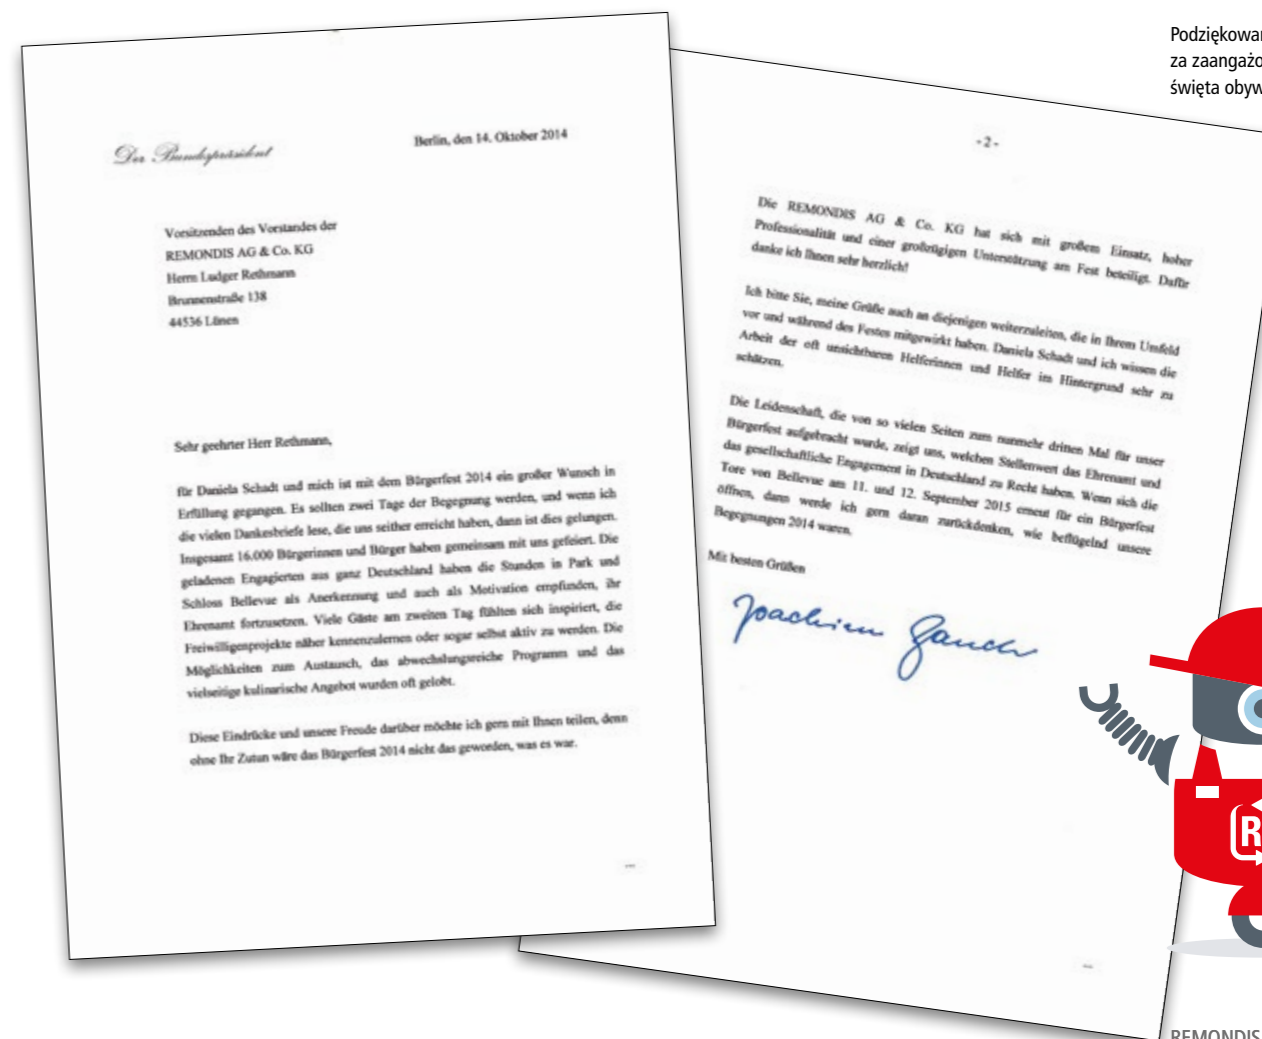 Der Bundespräsident
Berlin, den 14. Oktober 2014
Vorsitzenden des Vorstandes der
REMONDIS AG & Co. KG
Herrn Ludger Rethmann
Brunnenstraße 138
44536 Lünen
Sehr geehrter Herr Rethmann,
für Daniela Schadt und mich ist mit dem Bürgerfest 2014 ein großer Wunsch in
Erfüllung gegangen. Es sollten zwei Tage der Begegnung werden, und wenn ich
die vielen Dankesbriefe lese, die uns seither erreicht haben, dann ist dies gelungen.
Insgesamt 16.000 Bürgerinnen und Bürger haben gemeinsam mit uns gefeiert. Die
geladenen Engagierten aus ganz Deutschland haben die Stunden in Park und
Schloss Bellevue als Anerkennung und auch als Motivation empfunden, ihr
Ehrenamt fortzusetzen. Viele Gäste am zweiten Tag fühlten sich inspiriert, die
Freiwilligenprojekte näher kennenzulernen oder sogar selbst aktiv zu werden. Die
Möglichkeiten zum Austausch, das abwechslungsreiche Programm und das
vielseitige kulinarische Angebot wurden oft gelobt.
Diese Eindrücke und unsere Freude darüber möchte ich gern mit Ihnen teilen, denn
ohne Ihr Zutun wäre das Bürgerfest 2014 nicht das geworden, was es war.
- 2 -
Die REMONDIS AG & Co. KG hat sich mit großem Einsatz, hoher
Professionalität und einer großzügigen Unterstützung am Fest beteiligt. Dafür
danke ich Ihnen sehr herzlich!
Ich bitte Sie, meine Grüße auch an diejenigen weiterzuleiten, die in Ihrem Umfeld
vor und während des Festes mitgewirkt haben. Daniela Schadt und ich wissen die
Arbeit der oft unsichtbaren Helferinnen und Helfer im Hintergrund sehr zu
schätzen.
Die Leidenschaft, die von so vielen Seiten zum nunmehr dritten Mal für unser
Bürgerfest aufgebracht wurde, zeigt uns, welchen Stellenwert das Ehrenamt und
das gesellschaftliche Engagement in Deutschland zu Recht haben. Wenn sich die
Tore von Bellevue am 11. und 12. September 2015 erneut für ein Bürgerfest
öffnen, dann werde ich gern daran zurückdenken, wie beflügelnd unsere
Begegnungen 2014 waren.
Mit besten Grüßen
Joachim Gauck
Podziękowan
za zaangażo
święta obyw
R
REMONDIS